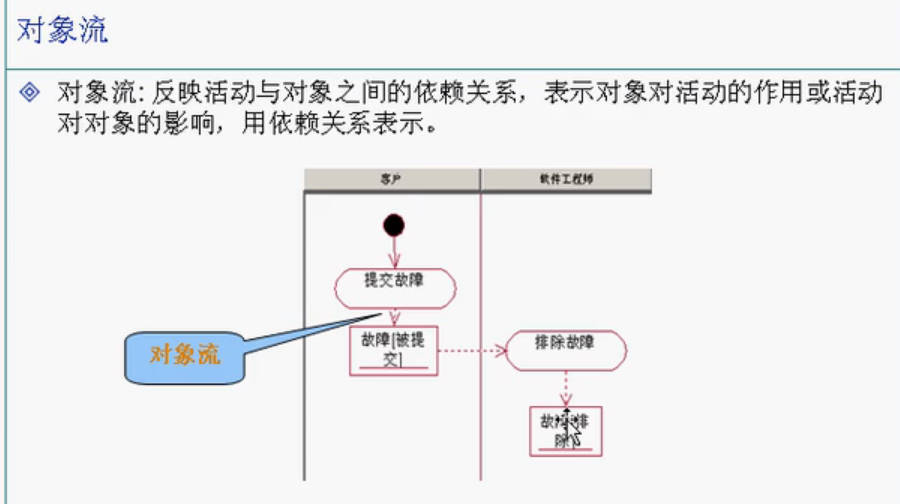 对象流
对象流: 反映活动与对象之间的依赖关系，表示对象对活动的作用或活动
对对象的影响，用依赖关系表示。
客户
软件工程师
提交故障
故障[被提
交]
对象流
排除故障
故 排
除